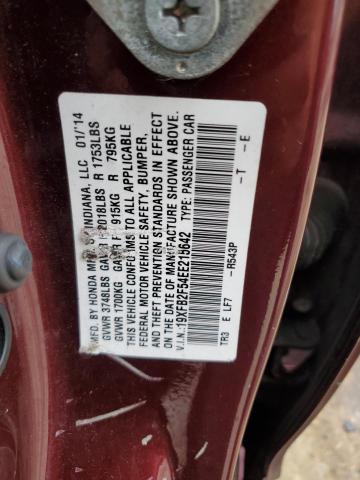 MFD BY HONDA MFG OF INDIANA, LLC 01/'14
GVWR 3748LBS GAWR F 2018LBS R 1753LBS
GVWR 1700KG GAWR F 915KG R 795KG
THIS VEHICLE CONFORMS TO ALL APPLICABLE
FEDERAL MOTOR VEHICLE SAFETY, BUMPER,
AND THEFT PREVENTION STANDARDS IN EFFECT
ON THE DATE OF MANUFACTURE SHOWN ABOVE.
V.I.N.: 19XFB2F54EE215642 TYPE: PASSENGER CAR
-R543P -T -E
TR3 E LF7